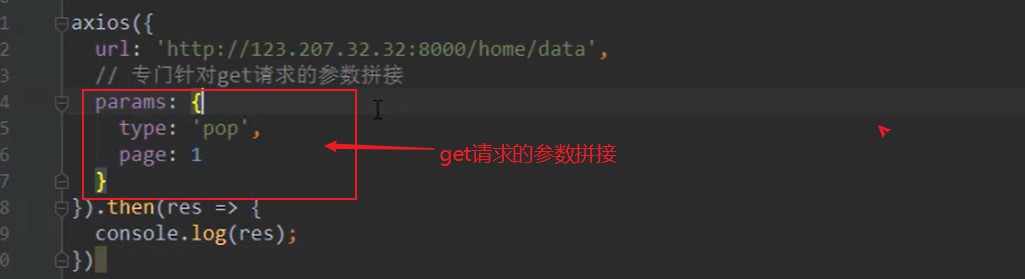 1 axios({
2 url: 'http://123.207.32.32:8000/home/data',
3 // 专门针对get请求的参数拼接
4 params: {
5 type: 'pop',
6 page: 1
get请求的参数拼接
7 }
8 }).then(res => {
9 console.log(res);
0 })